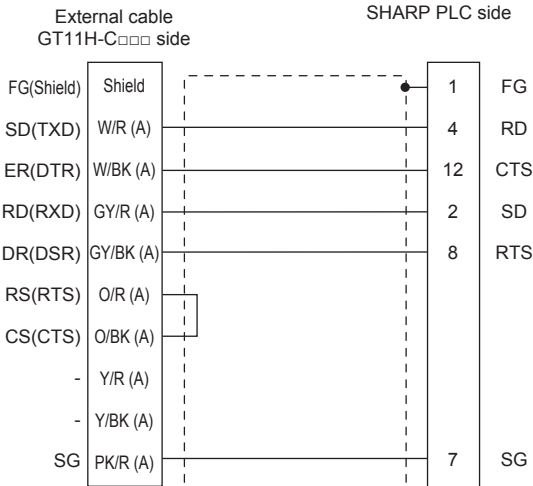 External cable
GT11H-C□□□ side
SHARP PLC side
FG(Shield) Shield 1 FG
SD(TXD) W/R (A) 4 RD
ER(DTR) W/BK (A) 12 CTS
RD(RXD) GY/R (A) 2 SD
DR(DSR) GY/BK (A) 8 RTS
RS(RTS) O/R (A)
CS(CTS) O/BK (A)
- Y/R (A)
- Y/BK (A)
SG PK/R (A) 7 SG